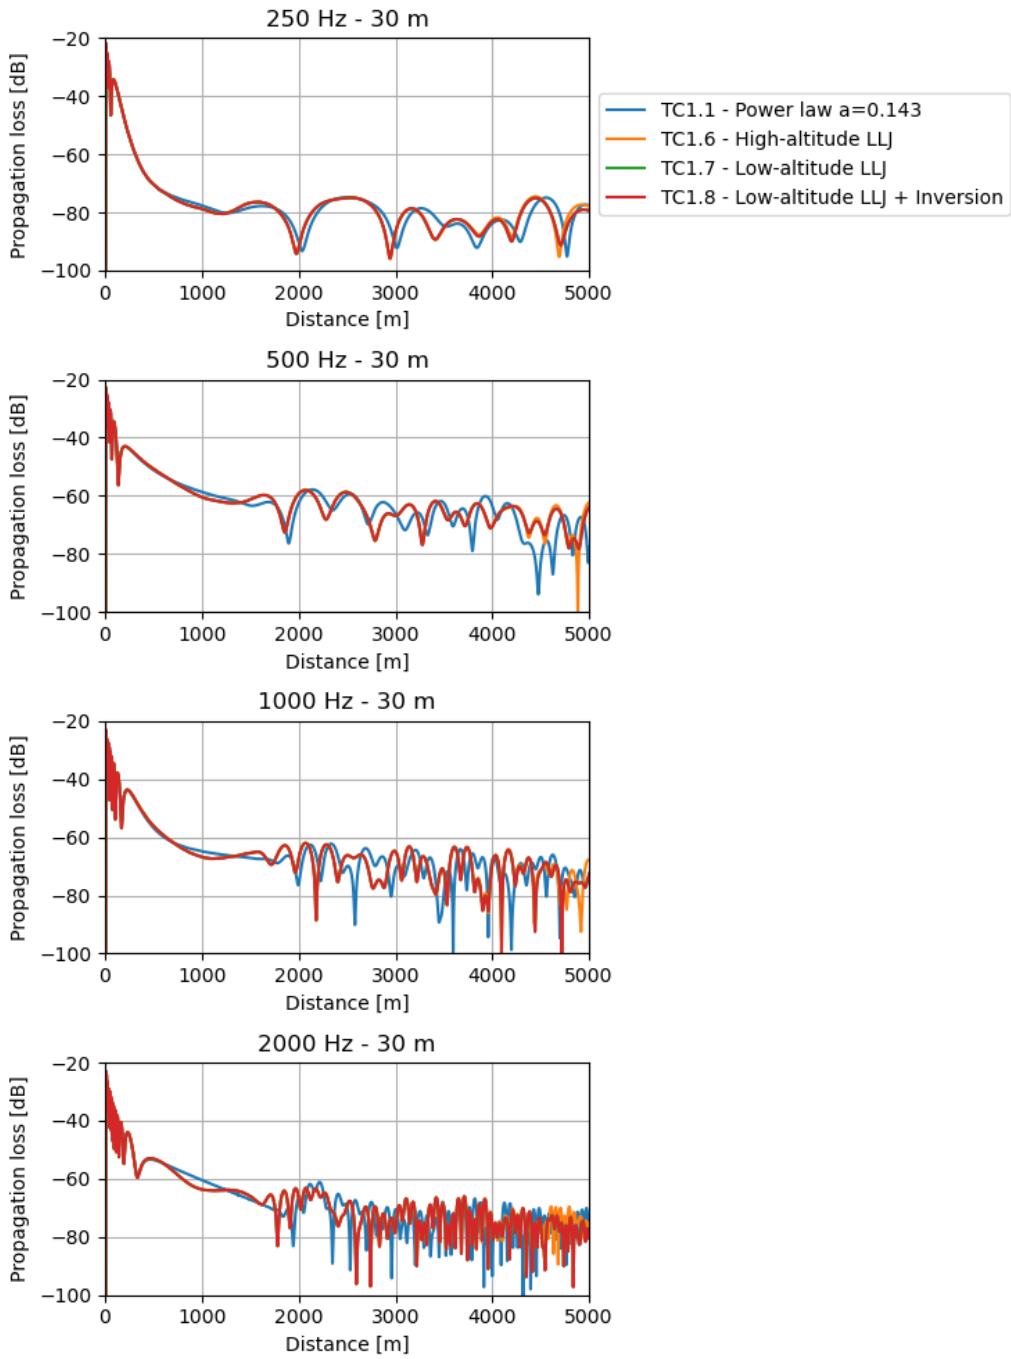 250 Hz - 30 m
Propagation loss [dB]
−20
−40
−60
−80
−100
0 1000 2000 3000 4000 5000
Distance [m]
TC1.1 - Power law a=0.143
TC1.6 - High-altitude LLJ
TC1.7 - Low-altitude LLJ
TC1.8 - Low-altitude LLJ + Inversion
500 Hz - 30 m
Propagation loss [dB]
−20
−40
−60
−80
−100
0 1000 2000 3000 4000 5000
Distance [m]
1000 Hz - 30 m
Propagation loss [dB]
−20
−40
−60
−80
−100
0 1000 2000 3000 4000 5000
Distance [m]
2000 Hz - 30 m
Propagation loss [dB]
−20
−40
−60
−80
−100
0 1000 2000 3000 4000 5000
Distance [m]